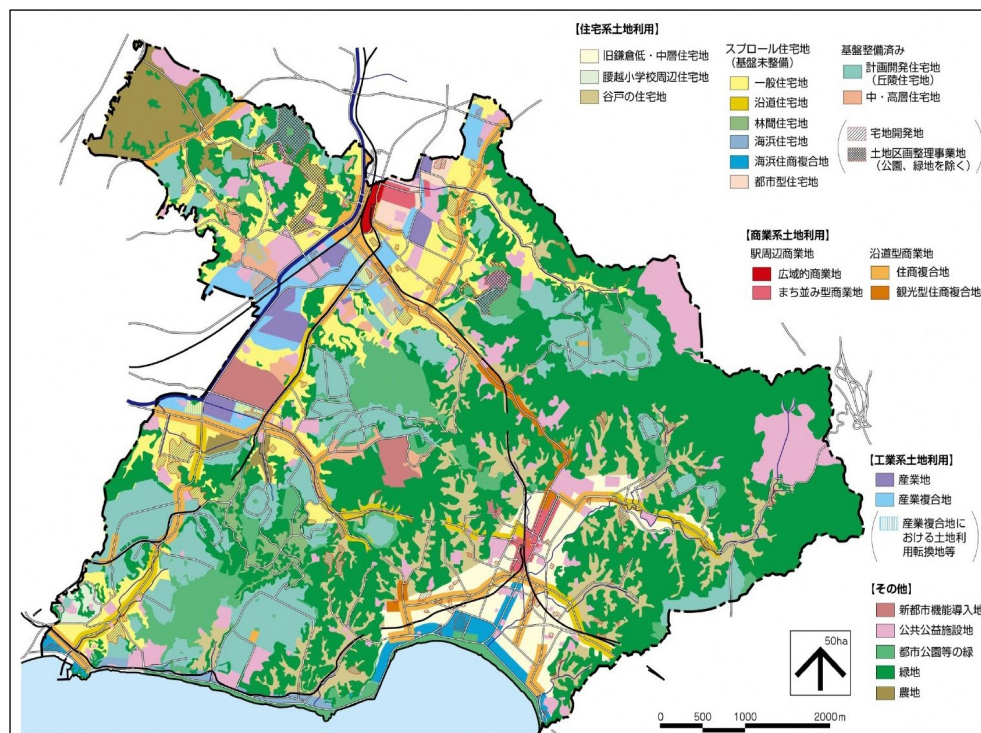 【住宅系土地利用】
旧鎌倉低・中層住宅地
腰越小学校周辺住宅地
谷戸の住宅地
スプロール住宅地
(基盤未整備)
一般住宅地
沿道住宅地
林間住宅地
海浜住宅地
海浜住商複合地
都市型住宅地
基盤整備済み
計画開発住宅地
(丘陵住宅地)
中・高層住宅地
宅地開発地
土地区画整理事業地
(公園、緑地を除く)
【商業系土地利用】
駅周辺商業地
広域的商業地
まち並み型商業地
沿道型商業地
住商複合地
観光型住商複合地
【工業系土地利用】
産業地
産業複合地
産業複合地に
おける土地利
用転換地等
【その他】
新都市機能導入地
公共公益施設地
都市公園等の緑
緑地
農地
50ha
0 500 1000 2000m